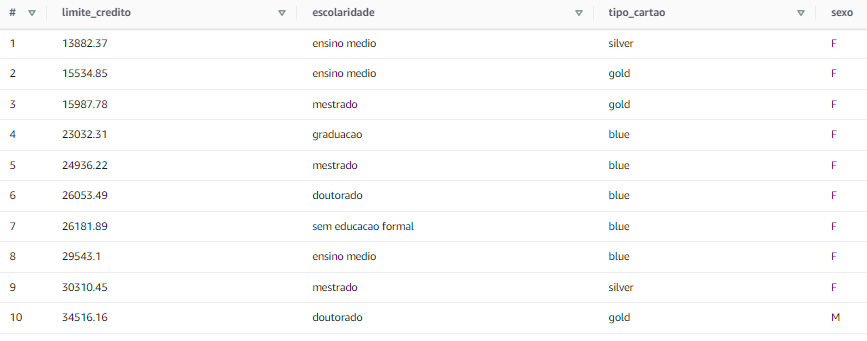 # limite_credito escolaridade tipo_cartao sexo
1 13882.37 ensino medio silver F
2 15534.85 ensino medio gold F
3 15987.78 mestrado gold F
4 23032.31 graduacao blue F
5 24936.22 mestrado blue F
6 26053.49 doutorado blue F
7 26181.89 sem educacao formal blue F
8 29543.1 ensino medio blue F
9 30310.45 mestrado silver F
10 34516.16 doutorado gold M